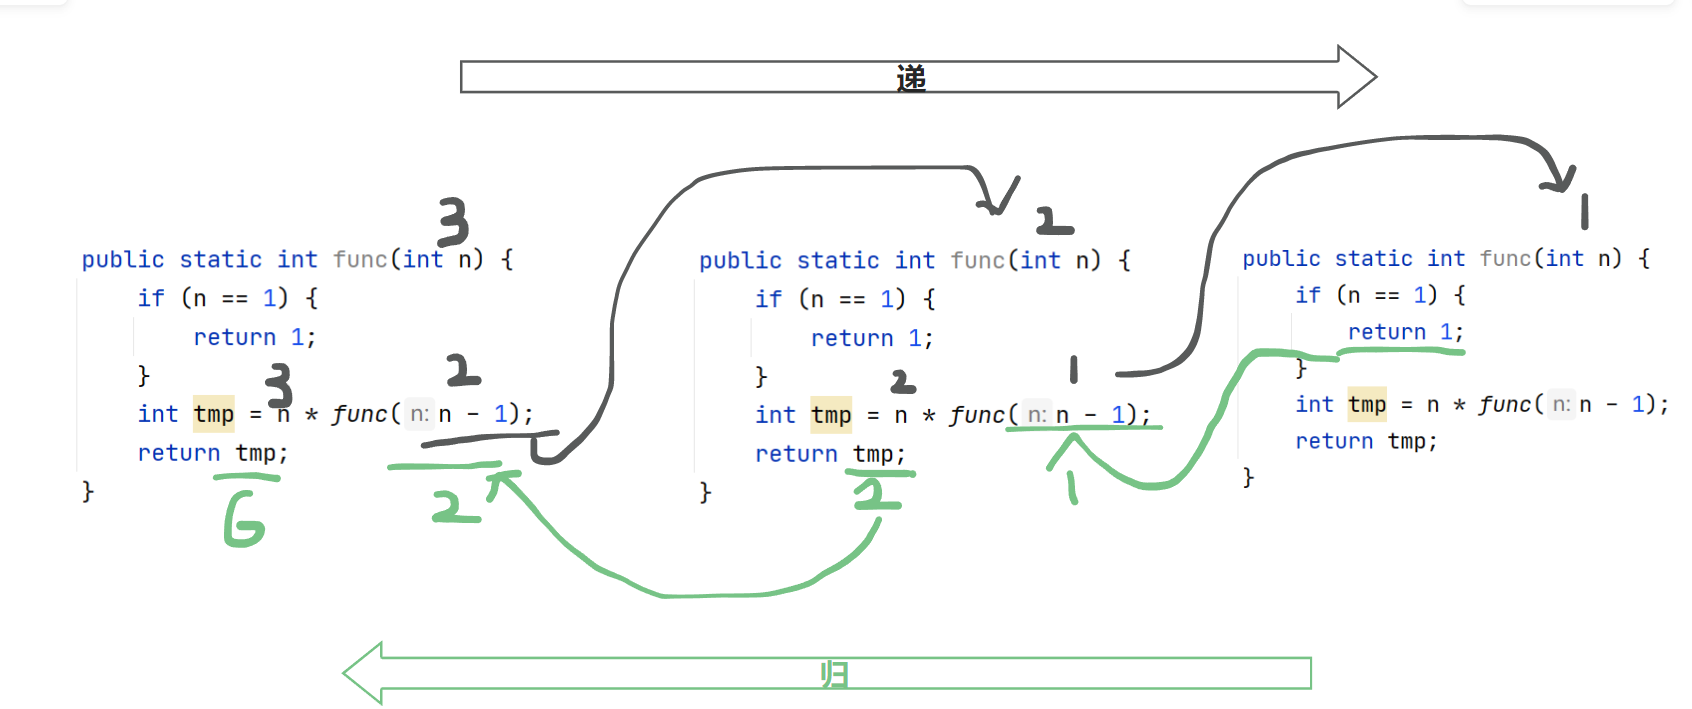 递
3
public static int func(int n) {
if (n == 1) {
return 1;
}
3 2
int tmp = n * func( n: n - 1);
return tmp;
}
6 2
2
public static int func(int n) {
if (n == 1) {
return 1;
}
2 1
int tmp = n * func( n: n - 1);
return tmp;
}
2 1
1
public static int func(int n) {
if (n == 1) {
return 1;
}
int tmp = n * func( n: n - 1);
return tmp;
}
归